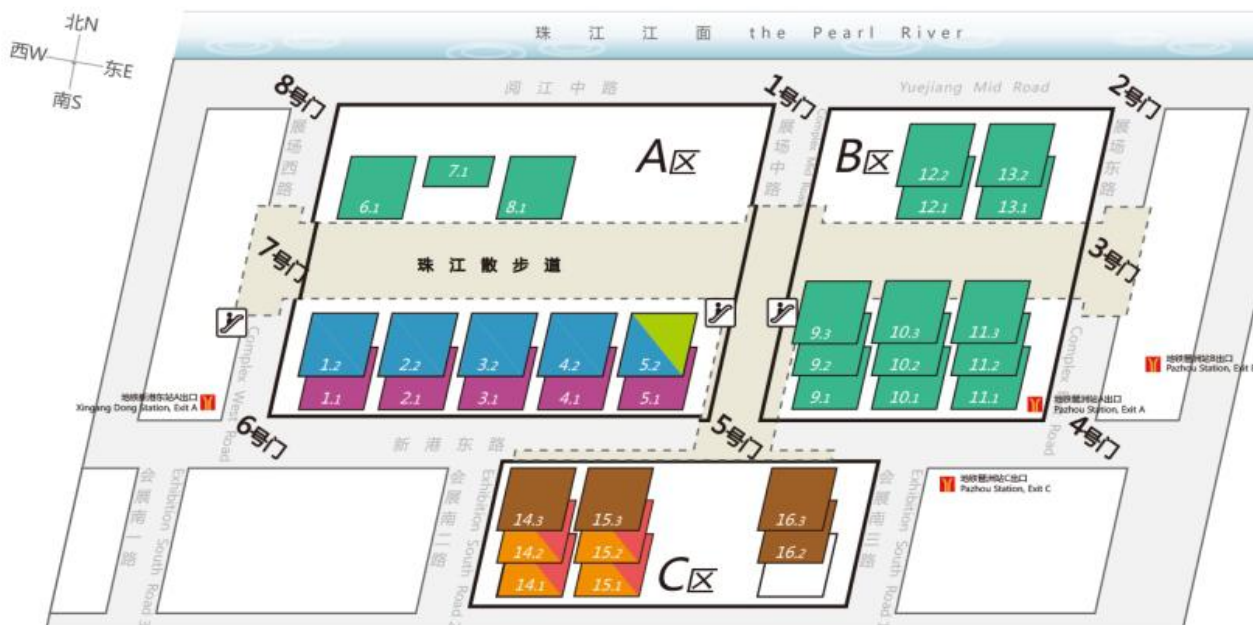 北N
西W
东E
南S
珠江江面 the Pearl River
阅江中路
Yuejiang Mid Road
8号门
1号门
2号门
展场西路
展场中路
Complex Mid Road
展场东路
A区
B区
6.1
7.1
8.1
12.2
13.2
12.1
13.1
7号门
珠江散步道
3号门
1.2
2.2
3.2
4.2
5.2
1.1
2.1
3.1
4.1
5.1
9.3
10.3
11.3
9.2
10.2
11.2
9.1
10.1
11.1
地铁琶洲站B出口
Pazhou Station, Exit
地铁新港东站A出口
Xingang Dong Station, Exit A
地铁琶洲站A出口
Pazhou Station, Exit A
Complex West Road
Complex
Road
6号门
新港东路
5号门
4号门
会展南一路
Exhibition South Road
会展南二路
Exhibition South Road
14.3
15.3
16.3
14.2
15.2
16.2
14.1
15.1
C区
会展南三路
Exhibition South Road
地铁琶洲站C出口
Pazhou Station, Exit C